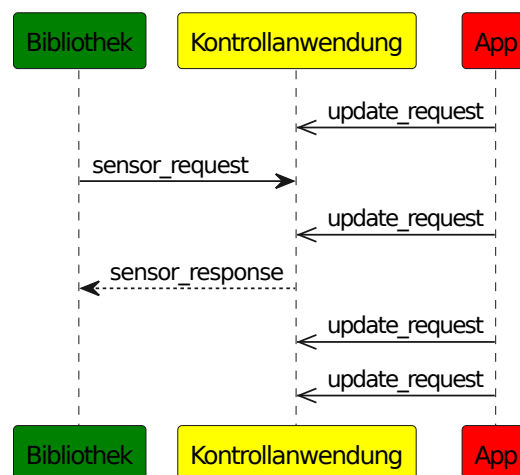 Bibliothek
Kontrollanwendung
App
update_request
sensor_request
update_request
sensor_response
update_request
update_request
Bibliothek
Kontrollanwendung
App